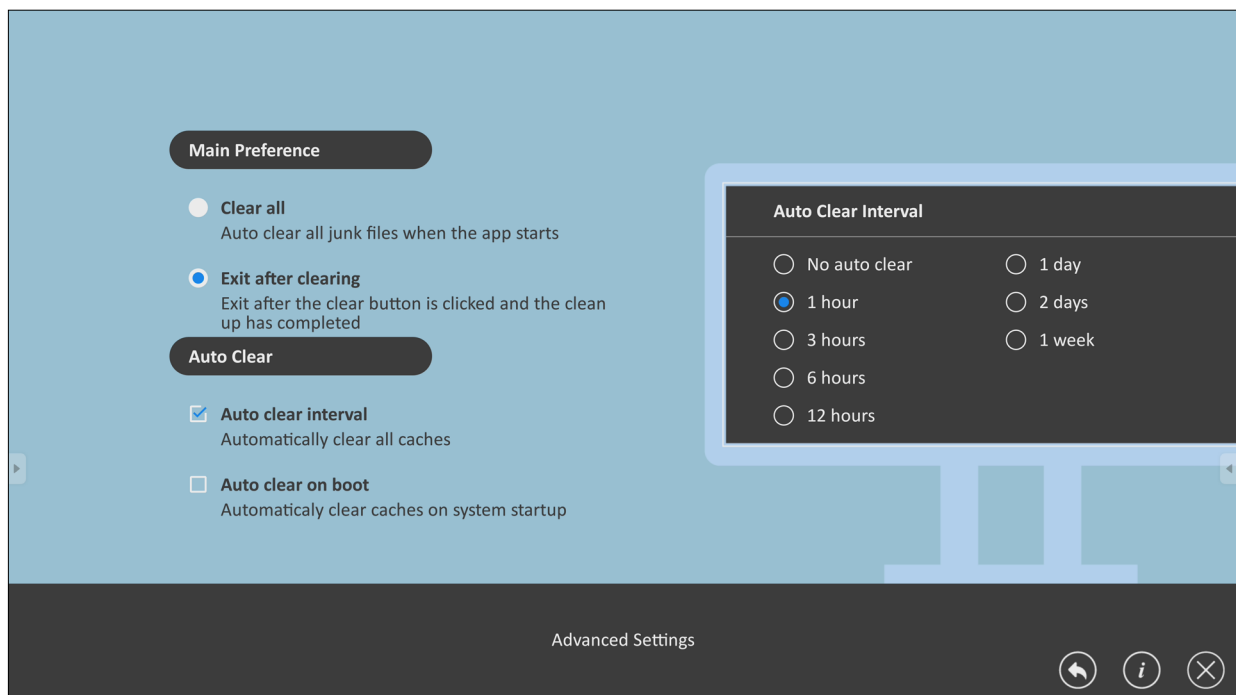 Main Preference
Clear all
Auto clear all junk files when the app starts
Exit after clearing
Exit after the clear button is clicked and the clean
up has completed
Auto Clear
Auto clear interval
Automatically clear all caches
Auto clear on boot
Automaticaly clear caches on system startup
Auto Clear Interval
No auto clear
1 hour
3 hours
6 hours
12 hours
1 day
2 days
1 week
Advanced Settings
i